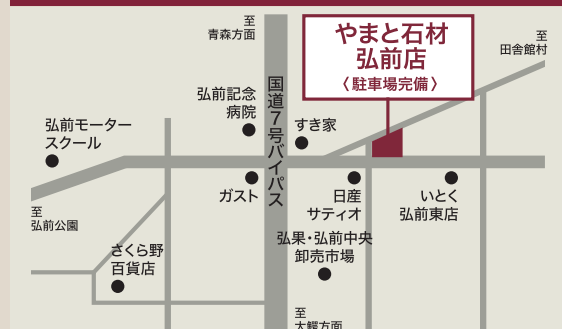 至
青森方面
やまと石材
弘前店
〈駐車場完備〉
至
田舎館村
国道7号バイパス
弘前記念
病院
すき家
弘前モーター
スクール
ガスト
日産
サティオ
いとく
弘前東店
至
弘前公園
さくら野
百貨店
弘果・弘前中央
卸売市場
至
大鰐方面